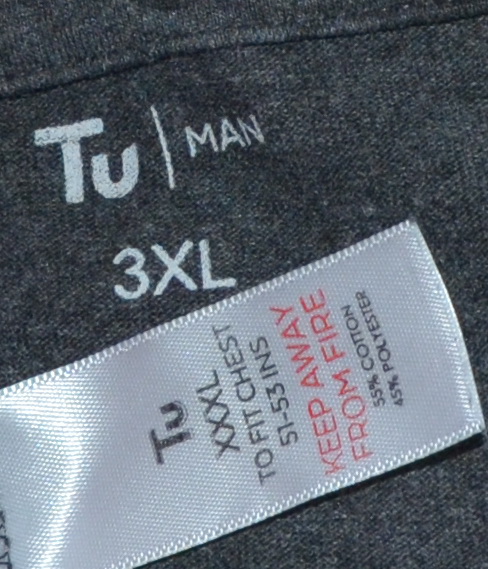 Tu | MAN
3XL
Tu
XXXL
TO FIT CHEST
51-53 INS
KEEP AWAY
FROM FIRE
55% COTTON
45% POLYESTER